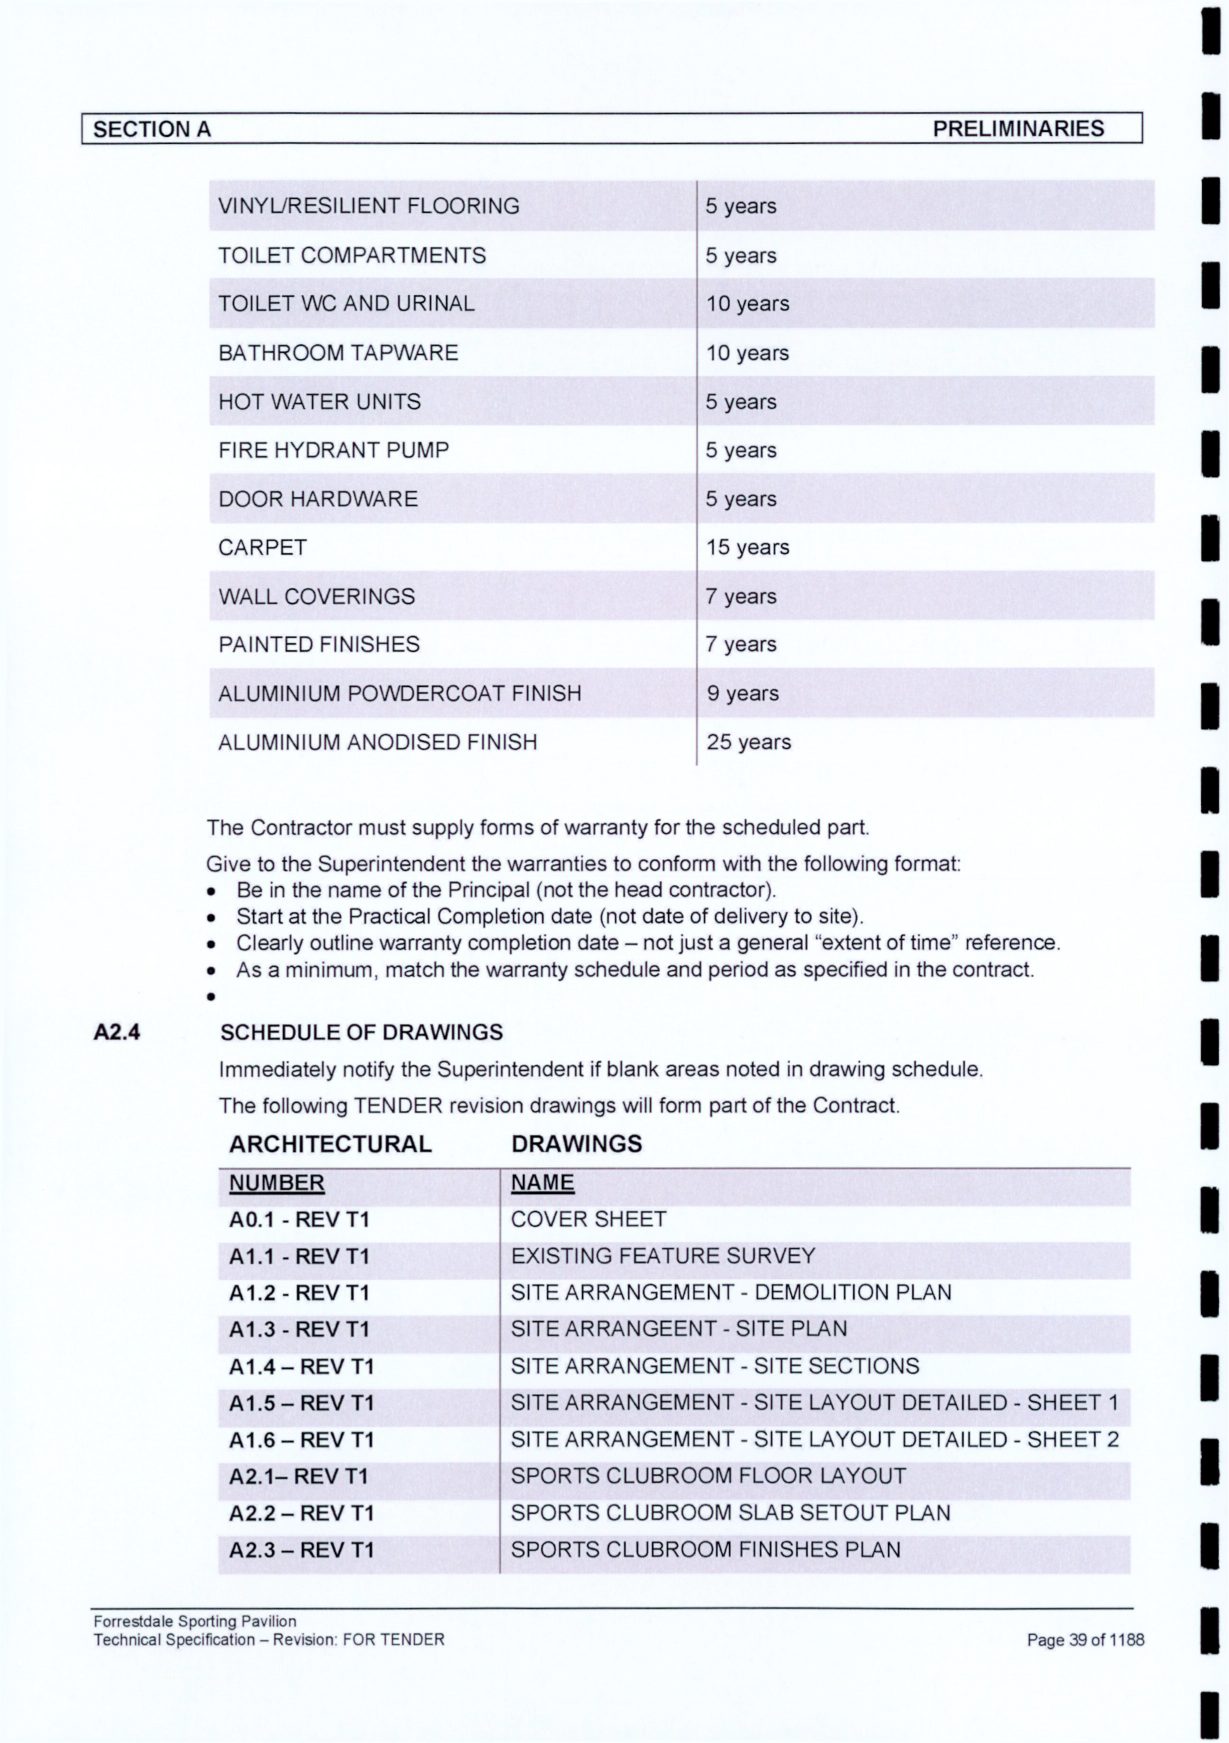 SECTION A PRELIMINARIES
VINYL/RESILIENT FLOORING 5 years
TOILET COMPARTMENTS 5 years
TOILET WC AND URINAL 10 years
BATHROOM TAPWARE 10 years
HOT WATER UNITS 5 years
FIRE HYDRANT PUMP 5 years
DOOR HARDWARE 5 years
CARPET 15 years
WALL COVERINGS 7 years
PAINTED FINISHES 7 years
ALUMINIUM POWDERCOAT FINISH 9 years
ALUMINIUM ANODISED FINISH 25 years
The Contractor must supply forms of warranty for the scheduled part.
Give to the Superintendent the warranties to conform with the following format:
• Be in the name of the Principal (not the head contractor).
• Start at the Practical Completion date (not date of delivery to site).
• Clearly outline warranty completion date – not just a general “extent of time” reference.
• As a minimum, match the warranty schedule and period as specified in the contract.
•
A2.4 SCHEDULE OF DRAWINGS
Immediately notify the Superintendent if blank areas noted in drawing schedule.
The following TENDER revision drawings will form part of the Contract.
ARCHITECTURAL DRAWINGS
NUMBER NAME
A0.1 - REV T1 COVER SHEET
A1.1 - REV T1 EXISTING FEATURE SURVEY
A1.2 - REV T1 SITE ARRANGEMENT - DEMOLITION PLAN
A1.3 - REV T1 SITE ARRANGEENT - SITE PLAN
A1.4 – REV T1 SITE ARRANGEMENT - SITE SECTIONS
A1.5 – REV T1 SITE ARRANGEMENT - SITE LAYOUT DETAILED - SHEET 1
A1.6 – REV T1 SITE ARRANGEMENT - SITE LAYOUT DETAILED - SHEET 2
A2.1– REV T1 SPORTS CLUBROOM FLOOR LAYOUT
A2.2 – REV T1 SPORTS CLUBROOM SLAB SETOUT PLAN
A2.3 – REV T1 SPORTS CLUBROOM FINISHES PLAN
Forrestdale Sporting Pavilion
Technical Specification – Revision: FOR TENDER Page 39 of 1188